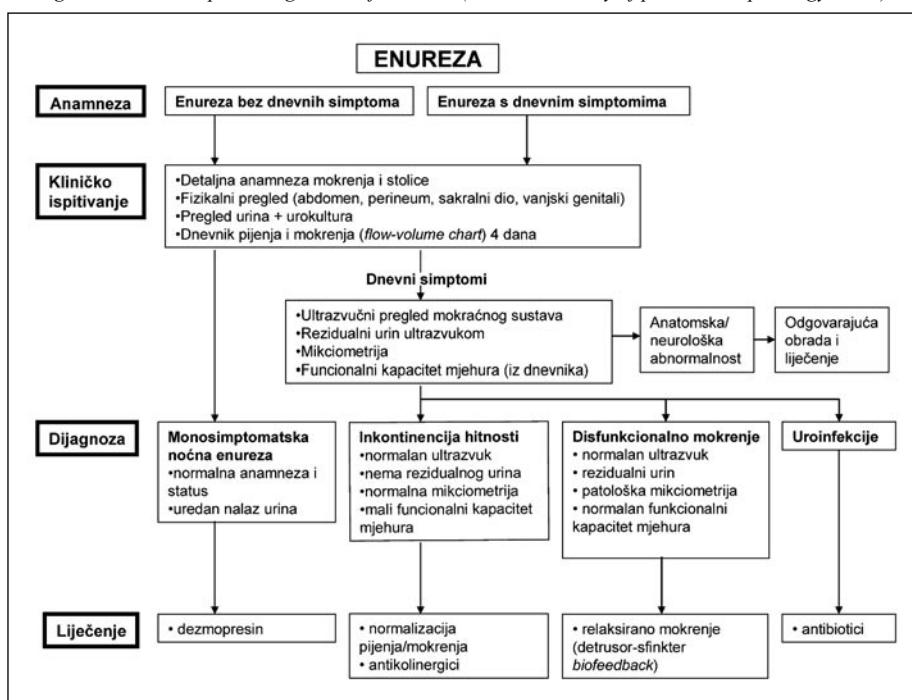 ENUREZA
Anamneza
Enureza bez dnevnih simptoma
Enureza s dnevnim simptomima
Kliničko
ispitivanje
•Detaljna anamneza mokrenja i stolice
•Fizikalni pregled (abdomen, perineum, sakralni dio, vanjski genitali)
•Pregled urina + urokultura
•Dnevnik pijenja i mokrenja (flow-volume chart) 4 dana
Dnevni simptomi
•Ultrazvučni pregled mokraćnog sustava
•Rezidualni urin ultrazvukom
•Mikciometrija
•Funcionalni kapacitet mjehura (iz dnevnika)
Anatomska/
neurološka
abnormalnost
Odgovarajuća
obrada i
liječenje
Dijagnoza
Monosimptomatska
noćna enureza
•normalna anamneza i
status
•uredan nalaz urina
Inkontinencija hitnosti
•normalan ultrazvuk
•nema rezidualnog urina
•normalna mikciometrija
•mali funcionalni kapacitet
mjehura
Disfunkcionalno mokrenje
• normalan ultrazvuk
• rezidualni urin
• patološka mikciometrija
• normalan funkcionalni
kapacitet mjehura
Uroinfekcije
Liječenje
• dezmopresin
• normalizacija
pijenja/mokrenja
• antikolinergici
• relaksirano mokrenje
(detrusor-sfinkter
biofeedback)
• antibiotici